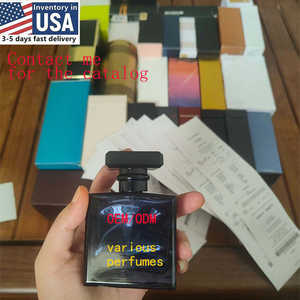 Inventory in
USA
3-5 days fast delivery
Contact me
for the catalog
OEM/ODM
various
perfumes